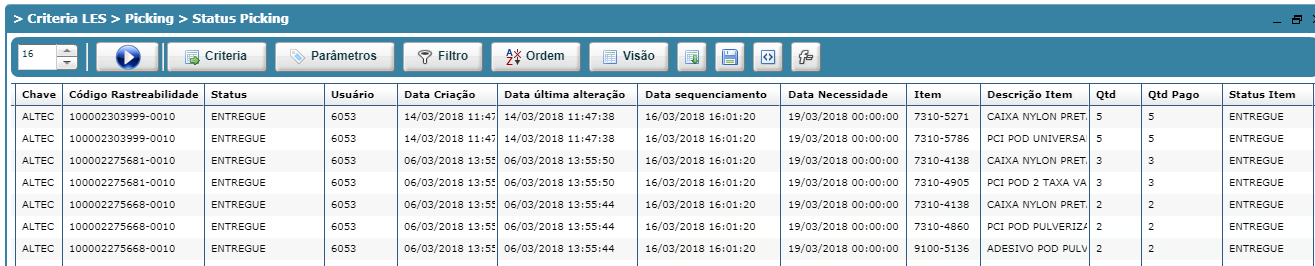 > Criteria LES > Picking > Status Picking
16 Criteria Parâmetros Filtro Ordem Visão
Chave Código Rastreabilidade Status Usuário Data Criação Data última alteração Data sequenciamento Data Necessidade Item Descrição Item Qtd Qtd Pago Status Item
ALTEC 100002303999-0010 ENTREGUE 6053 14/03/2018 11:47 14/03/2018 11:47:38 16/03/2018 16:01:20 19/03/2018 00:00:00 7310-5271 CAIXA NYLON PRET. 5 5 ENTREGUE
ALTEC 100002303999-0010 ENTREGUE 6053 14/03/2018 11:47 14/03/2018 11:47:38 16/03/2018 16:01:20 19/03/2018 00:00:00 7310-5786 PCI POD UNIVERSA 5 5 ENTREGUE
ALTEC 100002275681-0010 ENTREGUE 6053 06/03/2018 13:55 06/03/2018 13:55:50 16/03/2018 16:01:20 19/03/2018 00:00:00 7310-4138 CAIXA NYLON PRET. 3 3 ENTREGUE
ALTEC 100002275681-0010 ENTREGUE 6053 06/03/2018 13:55 06/03/2018 13:55:50 16/03/2018 16:01:20 19/03/2018 00:00:00 7310-4905 PCI POD 2 TAXA VA 3 3 ENTREGUE
ALTEC 100002275668-0010 ENTREGUE 6053 06/03/2018 13:55 06/03/2018 13:55:44 16/03/2018 16:01:20 19/03/2018 00:00:00 7310-4138 CAIXA NYLON PRET. 2 2 ENTREGUE
ALTEC 100002275668-0010 ENTREGUE 6053 06/03/2018 13:55 06/03/2018 13:55:44 16/03/2018 16:01:20 19/03/2018 00:00:00 7310-4860 PCI POD PULVERIZA 2 2 ENTREGUE
ALTEC 100002275668-0010 ENTREGUE 6053 06/03/2018 13:55 06/03/2018 13:55:44 16/03/2018 16:01:20 19/03/2018 00:00:00 9100-5136 ADESIVO POD PULV 2 2 ENTREGUE